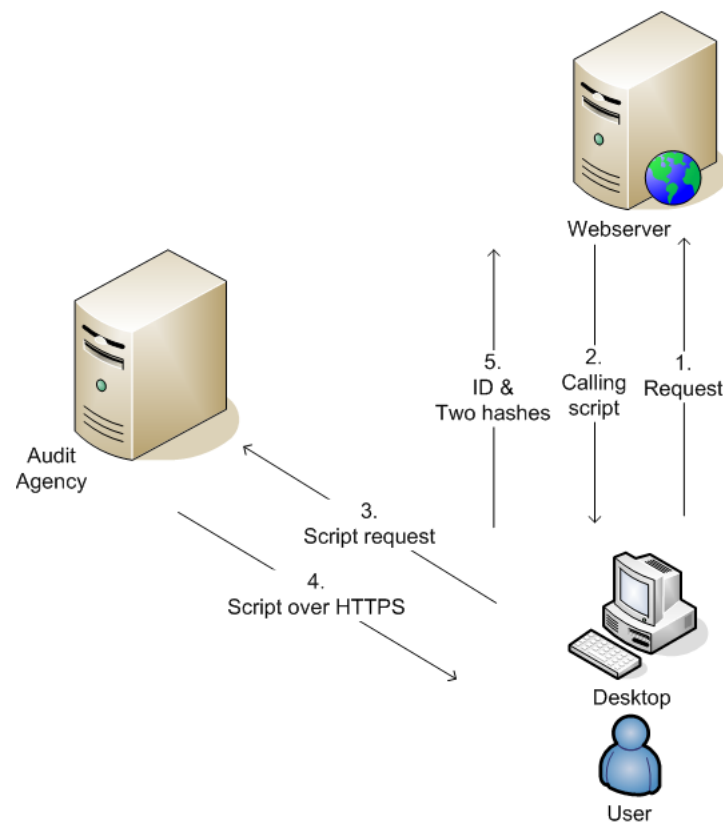 Webserver
5.
ID &
Two hashes
2.
Calling
script
1.
Request
Audit
Agency
3.
Script request
4.
Script over HTTPS
Desktop
User